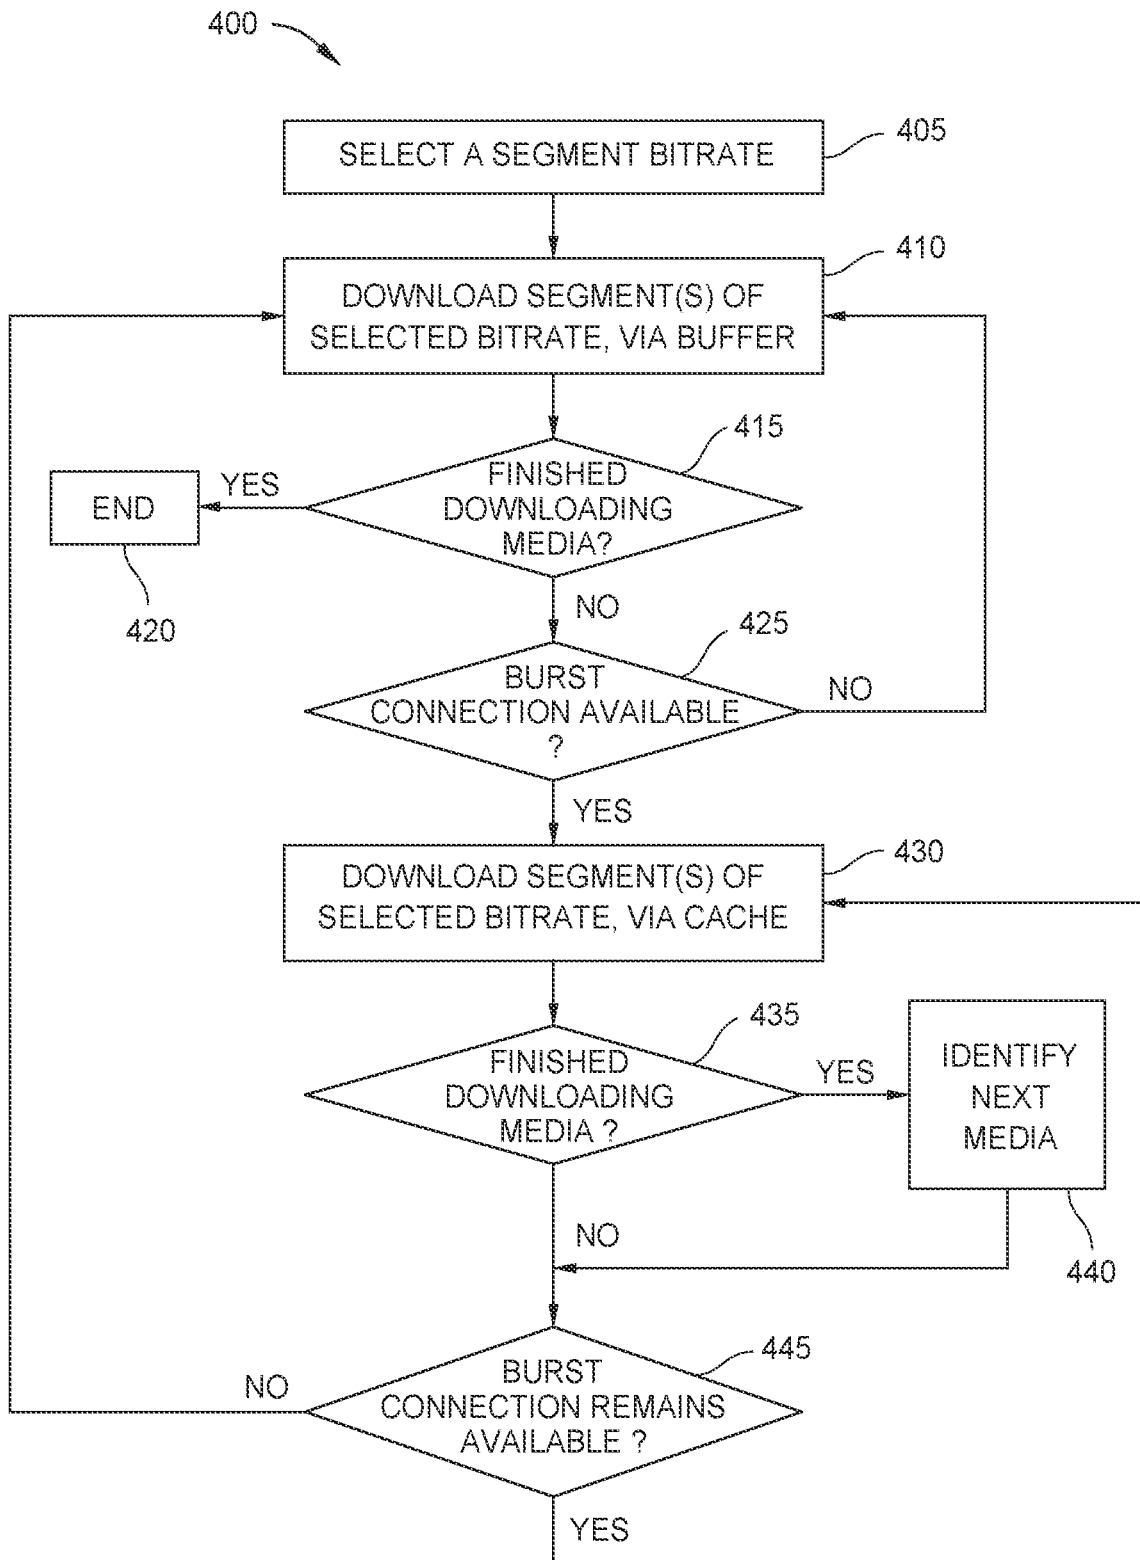 400
SELECT A SEGMENT BITRATE
405
DOWNLOAD SEGMENT(S) OF
SELECTED BITRATE, VIA BUFFER
410
FINISHED
DOWNLOADING
MEDIA?
415
YES
END
420
NO
BURST
CONNECTION AVAILABLE
?
425
NO
YES
DOWNLOAD SEGMENT(S) OF
SELECTED BITRATE, VIA CACHE
430
FINISHED
DOWNLOADING
MEDIA ?
435
YES
IDENTIFY
NEXT
MEDIA
440
NO
BURST
CONNECTION REMAINS
AVAILABLE ?
445
NO
YES